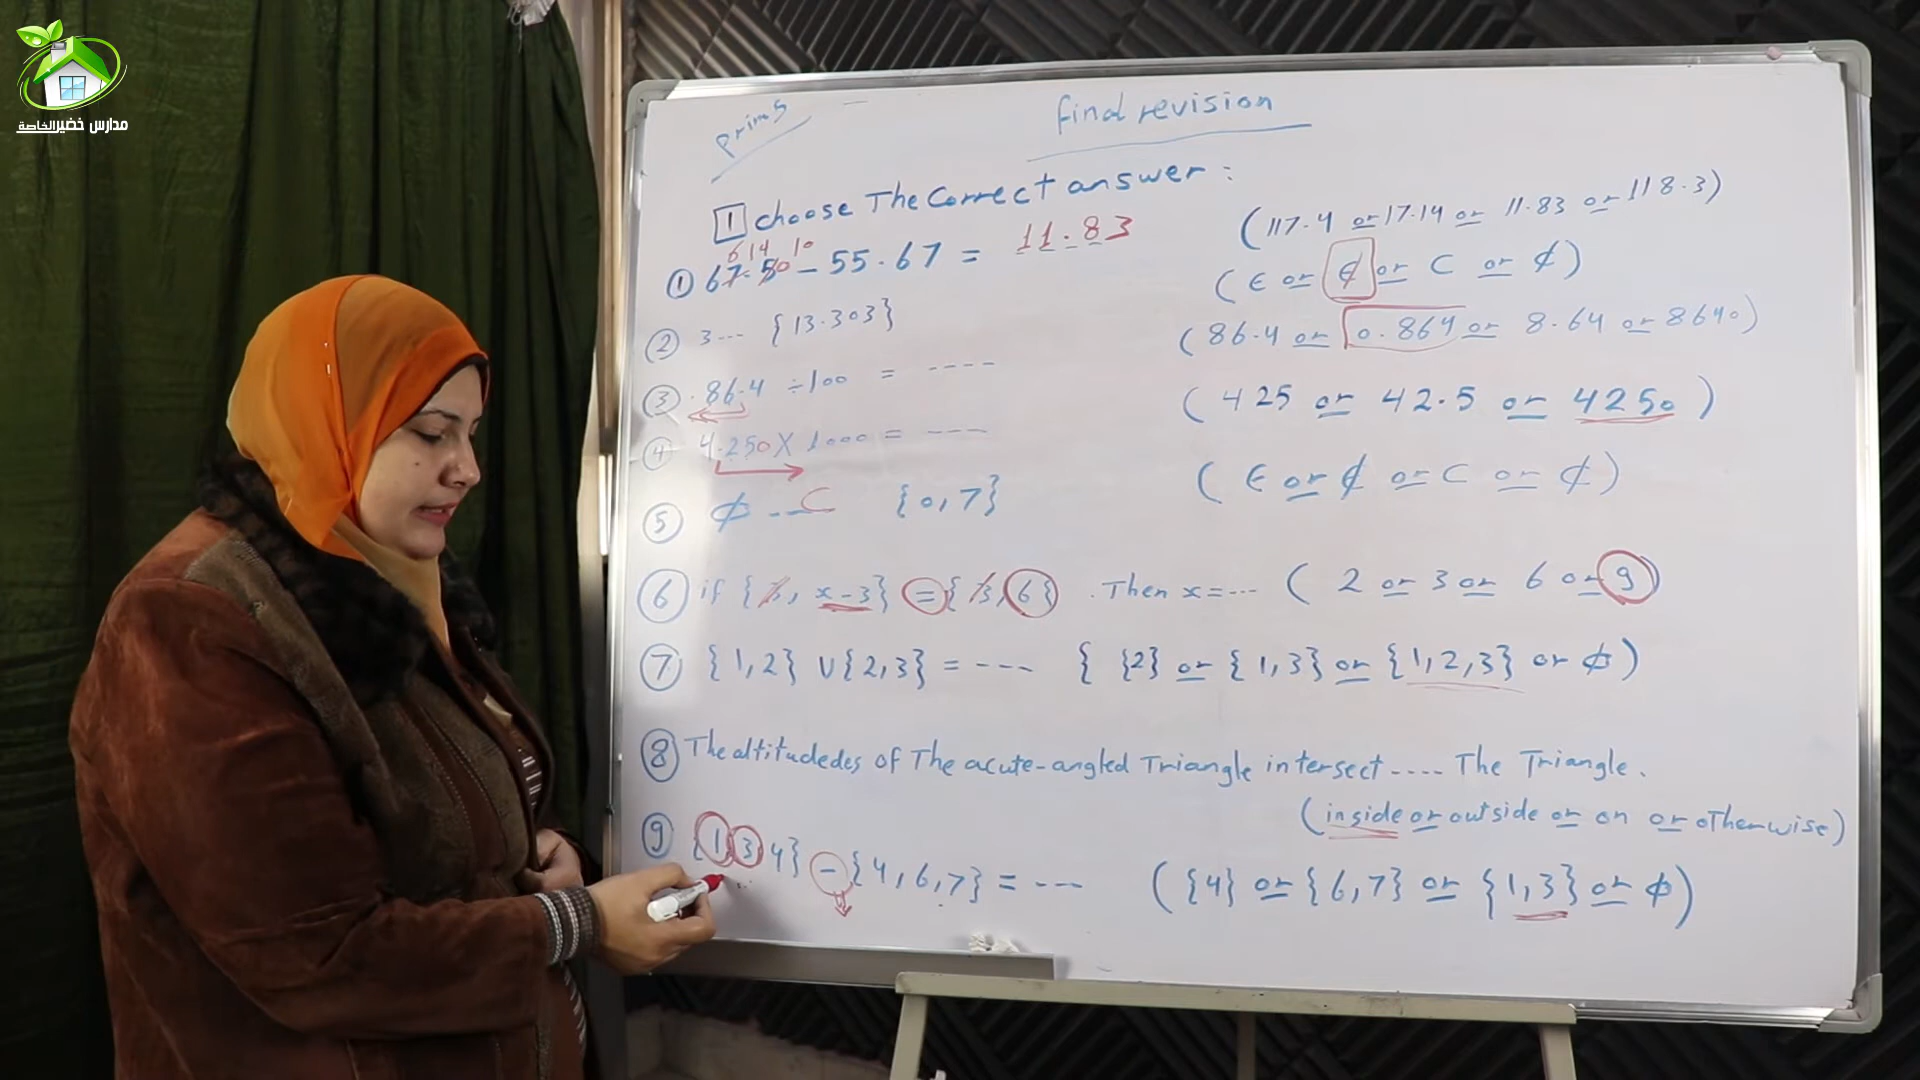 مدارس خضير الخاصة
prim5
final revision
1 choose The Correct answer :
6 14 10
① 67.50 - 55.67 = 11.83 (117.4 or 17.14 or 11.83 or 118.3)
② 3 --- {13.303} (∈ or ∉ or ⊂ or ⊄)
③ .86.4 ÷100 = ---- (86.4 or 0.864 or 8.64 or 8640)
④ 4.250 X 1000 = --- (425 or 42.5 or 4250)
⑤ ϕ --- ⊂ {0,7} (∈ or ∉ or ⊂ or ⊄)
⑥ if {3, x-3} = {3, 6} . Then x = --- (2 or 3 or 6 or 9)
⑦ {1,2} ∪ {2,3} = --- { {2} or {1,3} or {1,2,3} or ϕ)
⑧ The altitudedes of The acute-angled Triangle intersect ---- The Triangle.
(inside or outside or on or oTherwise)
⑨ {1,3 4} - {4,6,7} = --- ({4} or {6,7} or {1,3} or ϕ)